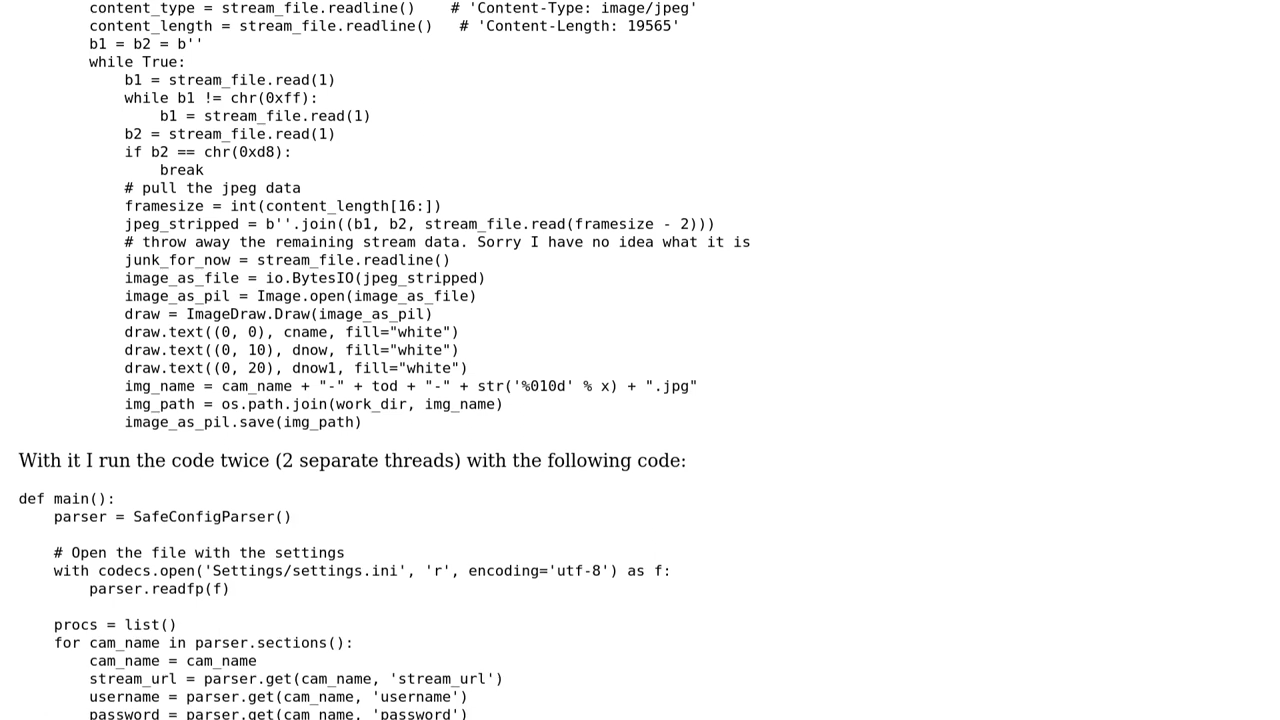 content_type = stream_file.readline()    # 'Content-Type: image/jpeg'
content_length = stream_file.readline()   # 'Content-Length: 19565'
b1 = b2 = b''
while True:
b1 = stream_file.read(1)
while b1 != chr(0xff):
b1 = stream_file.read(1)
b2 = stream_file.read(1)
if b2 == chr(0xd8):
break
# pull the jpeg data
framesize = int(content_length[16:])
jpeg_stripped = b''.join((b1, b2, stream_file.read(framesize - 2)))
# throw away the remaining stream data. Sorry I have no idea what it is
junk_for_now = stream_file.readline()
image_as_file = io.BytesIO(jpeg_stripped)
image_as_pil = Image.open(image_as_file)
draw = ImageDraw.Draw(image_as_pil)
draw.text((0, 0), cname, fill="white")
draw.text((0, 10), dnow, fill="white")
draw.text((0, 20), dnow1, fill="white")
img_name = cam_name + "-" + tod + "-" + str('%010d' % x) + ".jpg"
img_path = os.path.join(work_dir, img_name)
image_as_pil.save(img_path)
With it I run the code twice (2 separate threads) with the following code:
def main():
parser = SafeConfigParser()
# Open the file with the settings
with codecs.open('Settings/settings.ini', 'r', encoding='utf-8') as f:
parser.readfp(f)
procs = list()
for cam_name in parser.sections():
cam_name = cam_name
stream_url = parser.get(cam_name, 'stream_url')
username = parser.get(cam_name, 'username')
password = parser.get(cam_name, 'password')